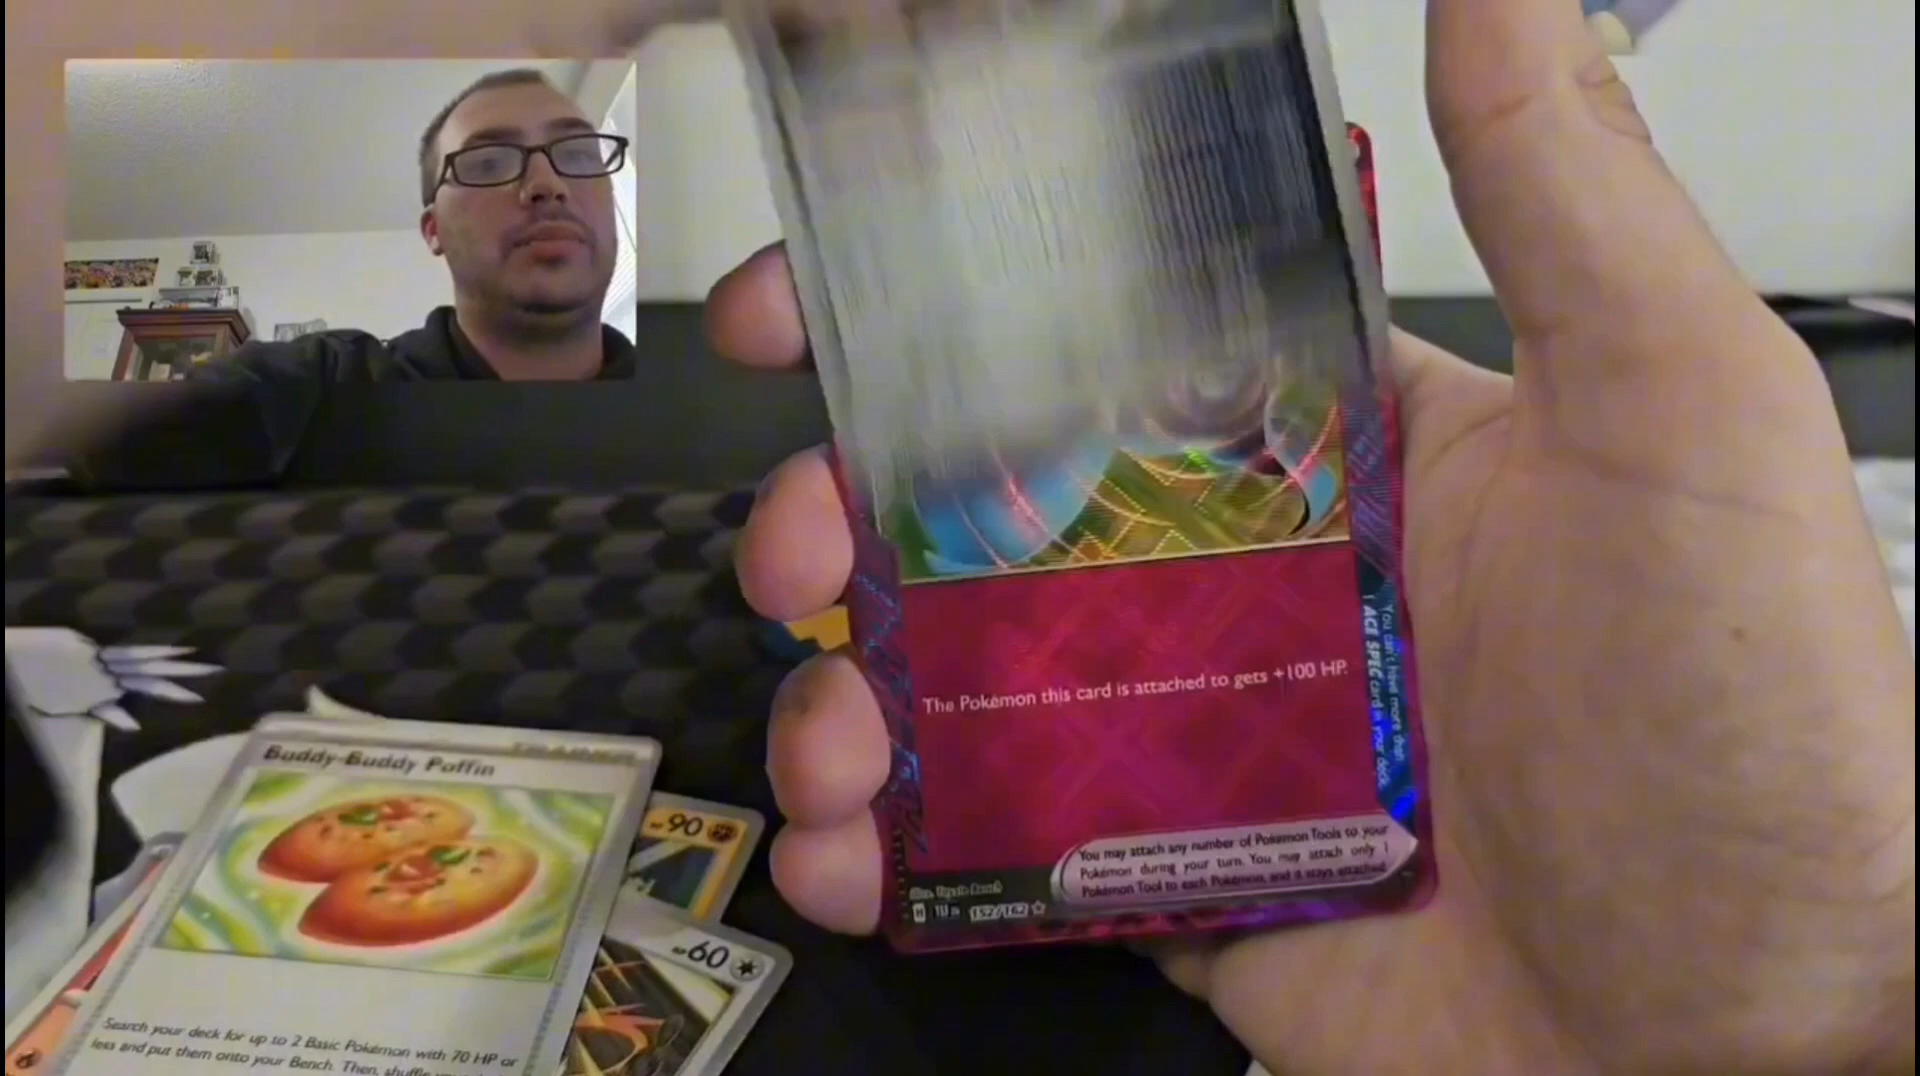 The Pokémon this card is attached to gets +100 HP.
You can't have more than
1 ACE SPEC card in your deck.
You may attach any number of Pokémon Tools to your
Pokémon during your turn. You may attach only 1
Pokémon Tool to each Pokémon, and it stays attached.
H
152/162
Buddy-Buddy Poffin
TRAINER
HP 90
HP 60
Search your deck for up to 2 Basic Pokémon with 70 HP or
less and put them onto your Bench. Then, shuffle